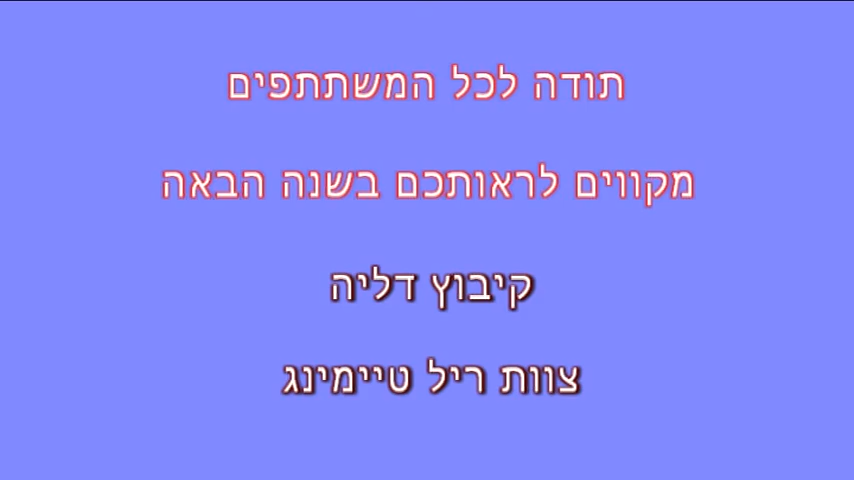 תודה לכל המשתתפים
מקווים לראותכם בשנה הבאה
קיבוץ דליה
צוות ריל טיימינג